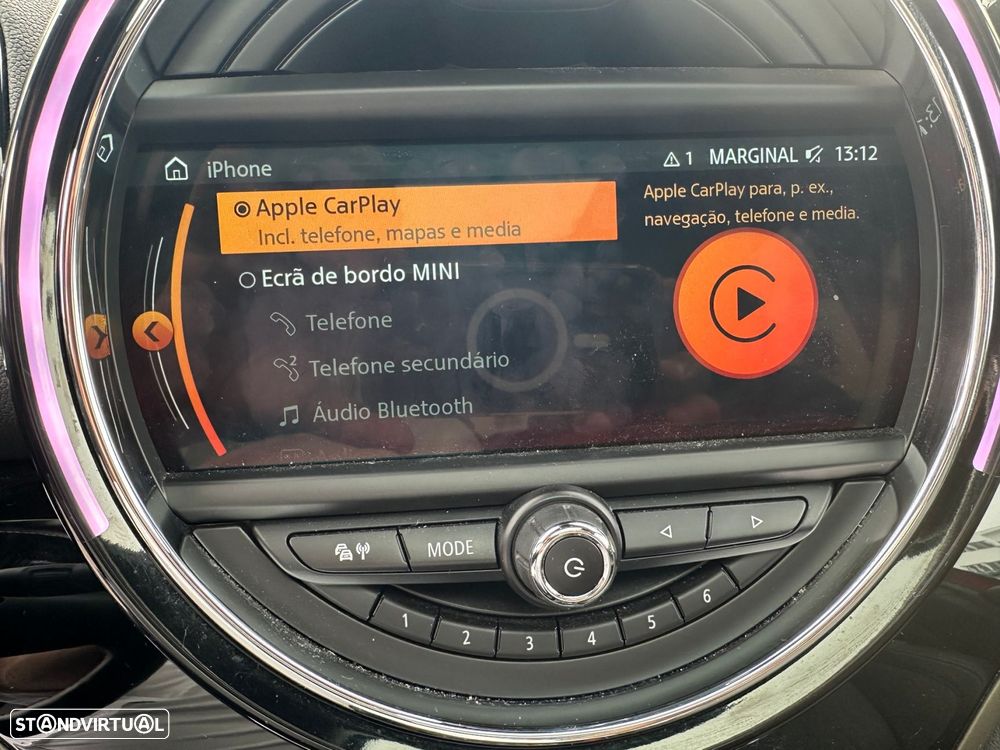 iPhone
⚠ 1 MARGINAL 13:12
Apple CarPlay
Incl. telefone, mapas e media
Apple CarPlay para, p. ex.,
navegação, telefone e media.
Ecrã de bordo MINI
Telefone
2 Telefone secundário
Áudio Bluetooth
MODE
1 2 3 4 5 6
STANDVIRTUAL